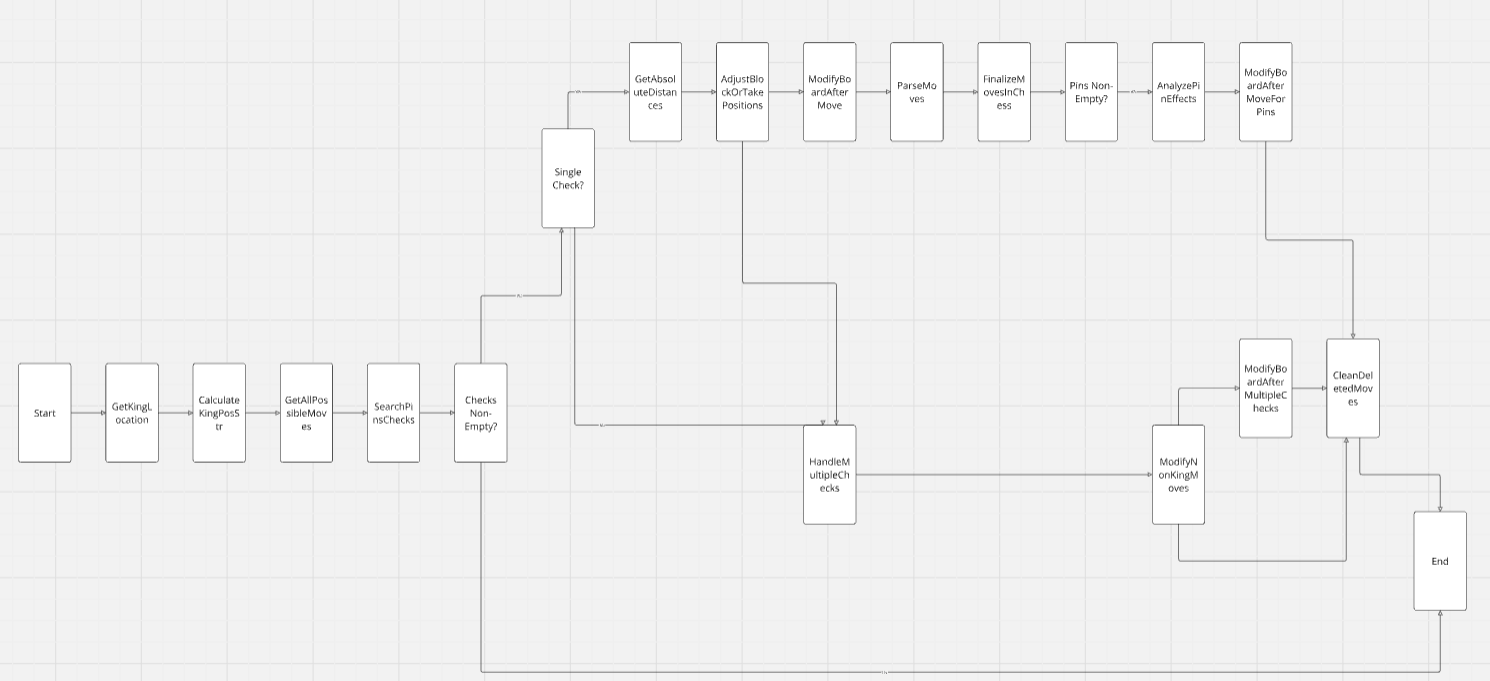 GetAbsol
uteDistan
ces
AdjustBlo
ckOrTake
Positions
ModifyBo
ardAfter
Move
ParseMo
ves
FinalizeM
ovesInCh
ess
Pins Non-
Empty?
AnalyzePi
nEffects
ModifyBo
ardAfter
MoveFor
Pins
Single
Check?
Start
GetKingL
ocation
Calculate
KingPosS
tr
GetAllPos
sibleMov
es
SearchPi
nsChecks
Checks
Non-
Empty?
HandleM
ultipleCh
ecks
ModifyN
onKingM
oves
ModifyBo
ardAfter
MultipleC
hecks
CleanDel
etedMov
es
End